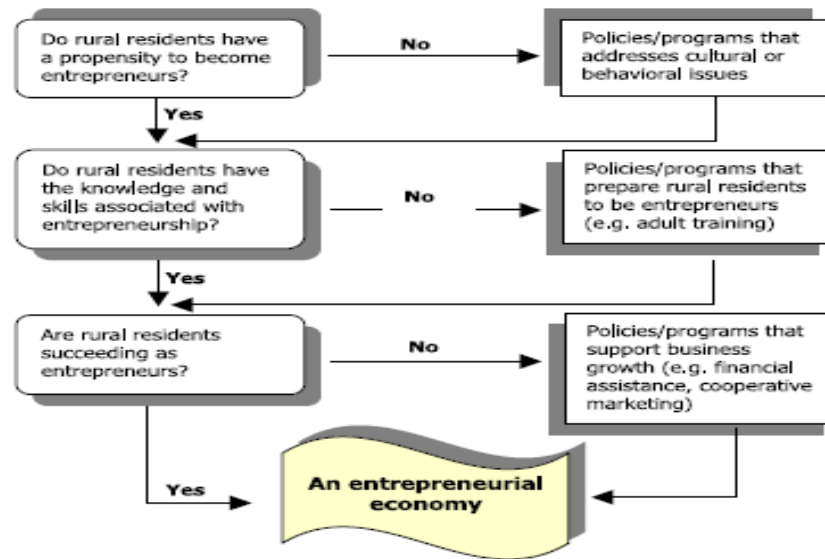 Do rural residents have
a propensity to become
entrepreneurs?
No
Policies/programs that
addresses cultural or
behavioral issues
Yes
Do rural residents have
the knowledge and
skills associated with
entrepreneurship?
No
Policies/programs that
prepare rural residents
to be entrepreneurs
(e.g. adult training)
Yes
Are rural residents
succeeding as
entrepreneurs?
No
Policies/programs that
support business
growth (e.g. financial
assistance, cooperative
marketing)
Yes
An entrepreneurial
economy